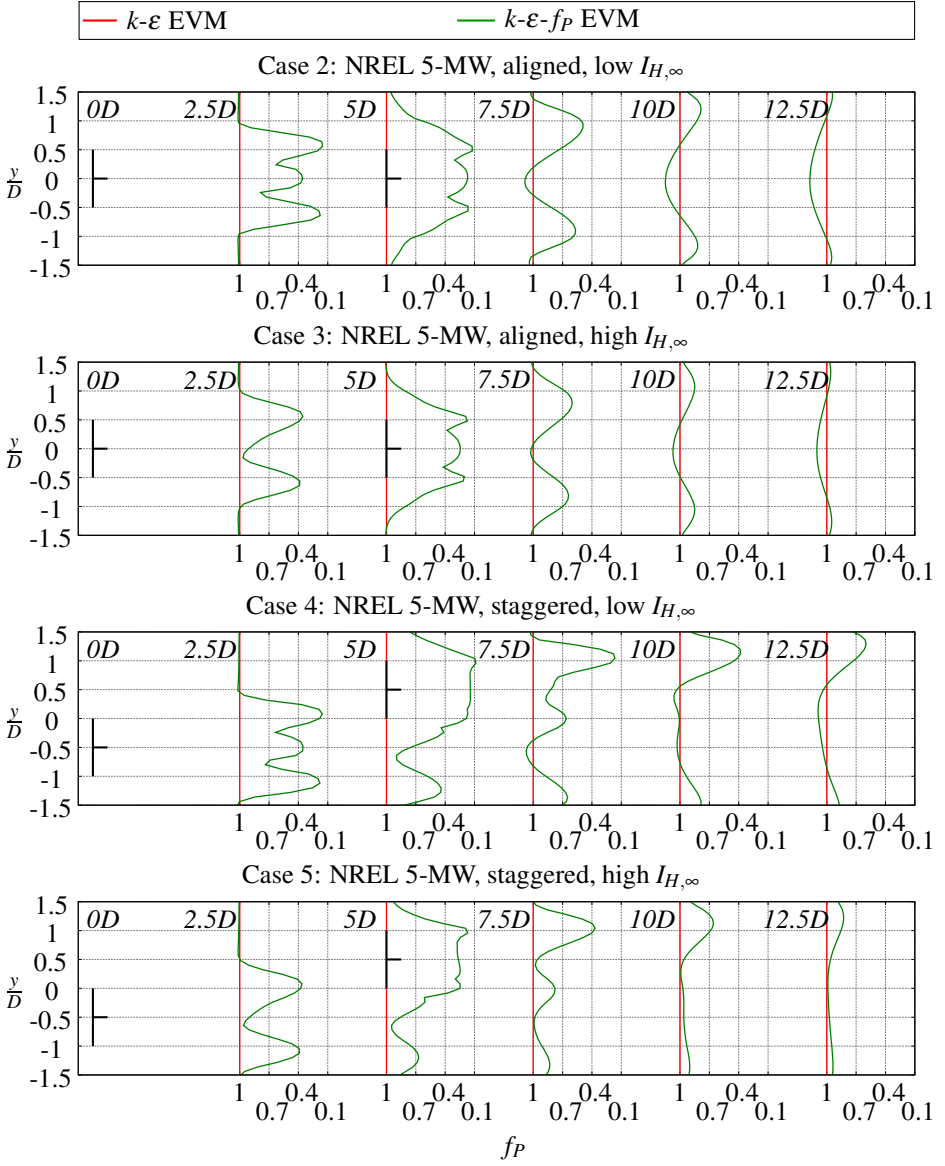 k-ε EVM k-ε-f_P EVM
Case 2: NREL 5-MW, aligned, low I_{H,∞}
1.5 0D 2.5D 5D 7.5D 10D 12.5D
1
0.5
y/D 0
-0.5
-1
-1.5
1 0.4 1 0.4 1 0.4 1 0.4 1 0.4
0.7 0.1 0.7 0.1 0.7 0.1 0.7 0.1 0.7 0.1
Case 3: NREL 5-MW, aligned, high I_{H,∞}
1.5 0D 2.5D 5D 7.5D 10D 12.5D
1
0.5
y/D 0
-0.5
-1
-1.5
1 0.4 1 0.4 1 0.4 1 0.4 1 0.4
0.7 0.1 0.7 0.1 0.7 0.1 0.7 0.1 0.7 0.1
Case 4: NREL 5-MW, staggered, low I_{H,∞}
1.5 0D 2.5D 5D 7.5D 10D 12.5D
1
0.5
y/D 0
-0.5
-1
-1.5
1 0.4 1 0.4 1 0.4 1 0.4 1 0.4
0.7 0.1 0.7 0.1 0.7 0.1 0.7 0.1 0.7 0.1
Case 5: NREL 5-MW, staggered, high I_{H,∞}
1.5 0D 2.5D 5D 7.5D 10D 12.5D
1
0.5
y/D 0
-0.5
-1
-1.5
1 0.4 1 0.4 1 0.4 1 0.4 1 0.4
0.7 0.1 0.7 0.1 0.7 0.1 0.7 0.1 0.7 0.1
f_P